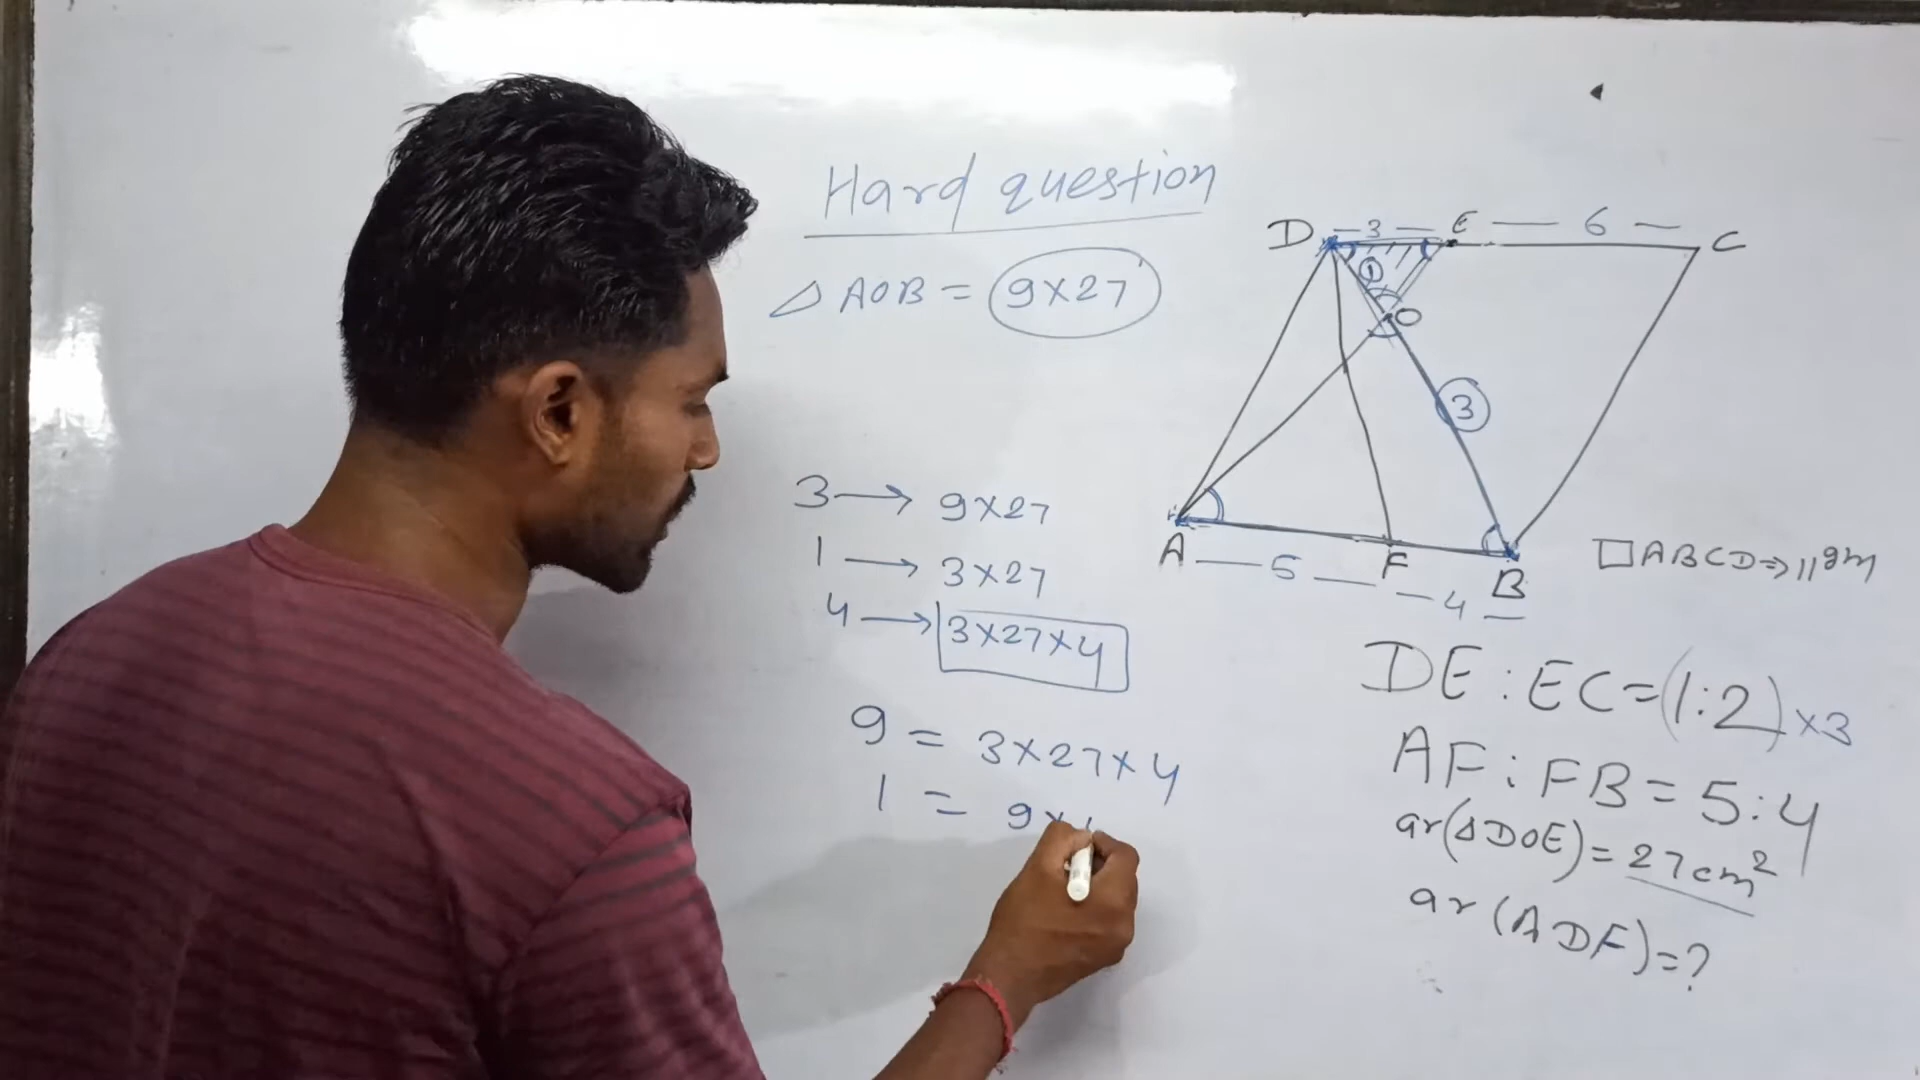 Hard question
△ AOB = 9×27
3 → 9×27
1 → 3×27
4 → 3×27×4
9 = 3×27×4
1 = 9×
D - 3 - E — 6 - C
1
O
3
A — 5 — F - 4 - B
□ABCD ⇒ ||gm
DE : EC = (1:2) ×3
AF : FB = 5:4
ar(△DOE) = 27cm²
ar (ADF) = ?